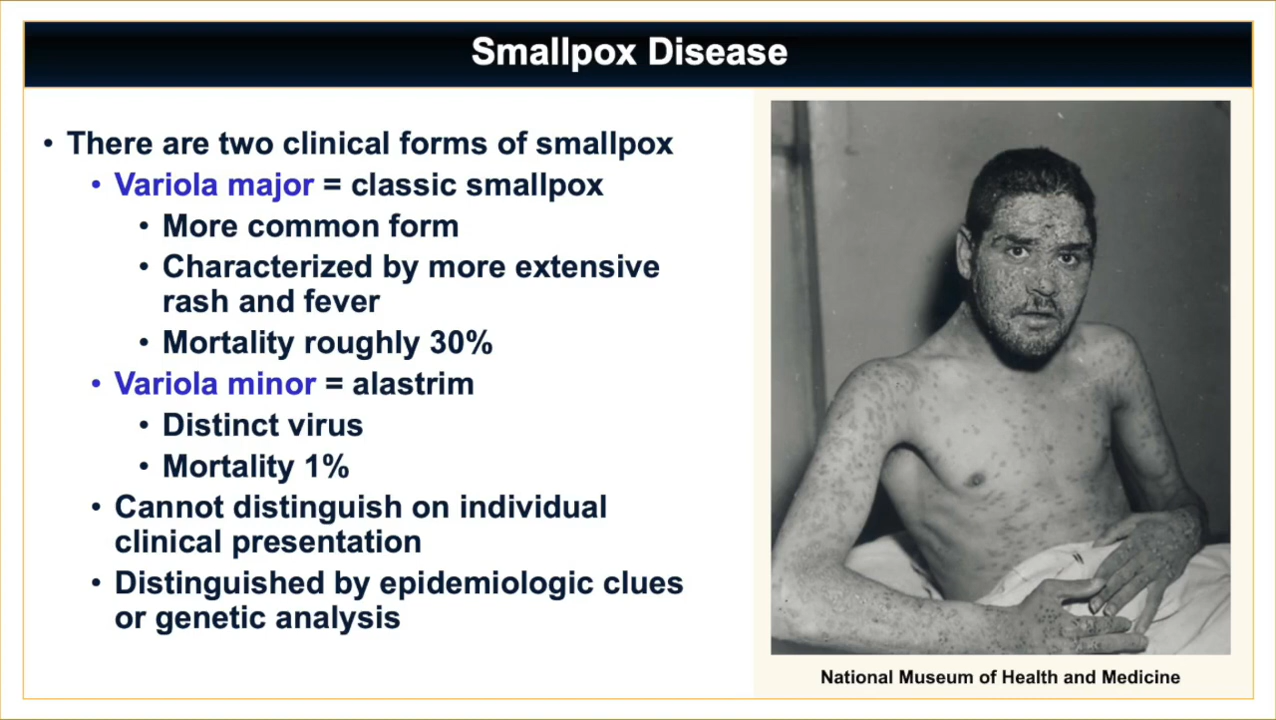 Smallpox Disease
• There are two clinical forms of smallpox
• Variola major = classic smallpox
• More common form
• Characterized by more extensive
rash and fever
• Mortality roughly 30%
• Variola minor = alastrim
• Distinct virus
• Mortality 1%
• Cannot distinguish on individual
clinical presentation
• Distinguished by epidemiologic clues
or genetic analysis
National Museum of Health and Medicine